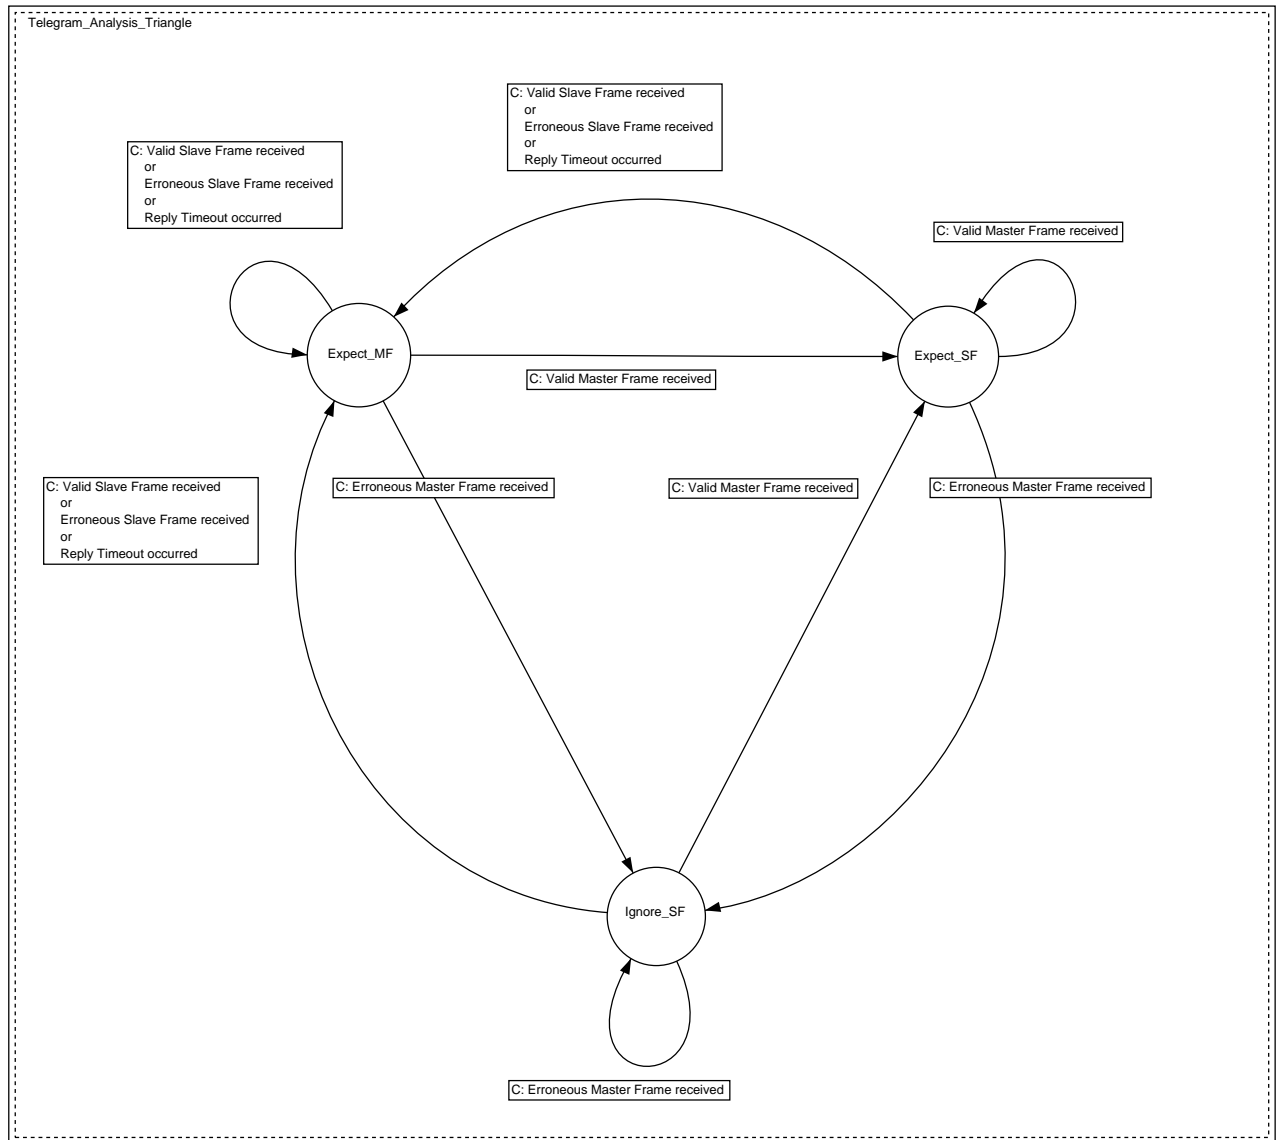 Telegram_Analysis_Triangle
C: Valid Slave Frame received
or
Erroneous Slave Frame received
or
Reply Timeout occurred
C: Valid Slave Frame received
or
Erroneous Slave Frame received
or
Reply Timeout occurred
C: Valid Master Frame received
Expect_MF
Expect_SF
C: Valid Master Frame received
C: Valid Slave Frame received
or
Erroneous Slave Frame received
or
Reply Timeout occurred
C: Erroneous Master Frame received
C: Valid Master Frame received
C: Erroneous Master Frame received
Ignore_SF
C: Erroneous Master Frame received